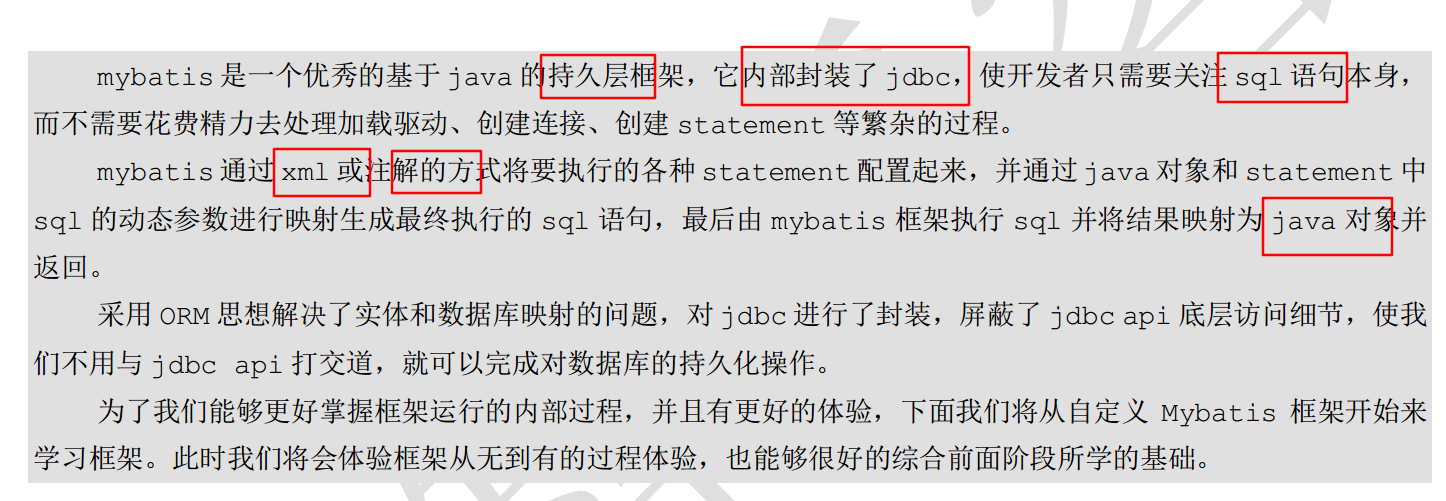 mybatis 是一个优秀的基于 java 的持久层框架，它内部封装了 jdbc，使开发者只需要关注 sql 语句本身，
而不需要花费精力去处理加载驱动、创建连接、创建 statement 等繁杂的过程。
mybatis 通过 xml 或注解的方式将要执行的各种 statement 配置起来，并通过 java 对象和 statement 中
sql 的动态参数进行映射生成最终执行的 sql 语句，最后由 mybatis 框架执行 sql 并将结果映射为 java 对象并
返回。
采用 ORM 思想解决了实体和数据库映射的问题，对 jdbc 进行了封装，屏蔽了 jdbc api 底层访问细节，使我
们不用与 jdbc api 打交道，就可以完成对数据库的持久化操作。
为了我们能够更好掌握框架运行的内部过程，并且有更好的体验，下面我们将从自定义 Mybatis 框架开始来
学习框架。此时我们将会体验框架从无到有的过程体验，也能够很好的综合前面阶段所学的基础。